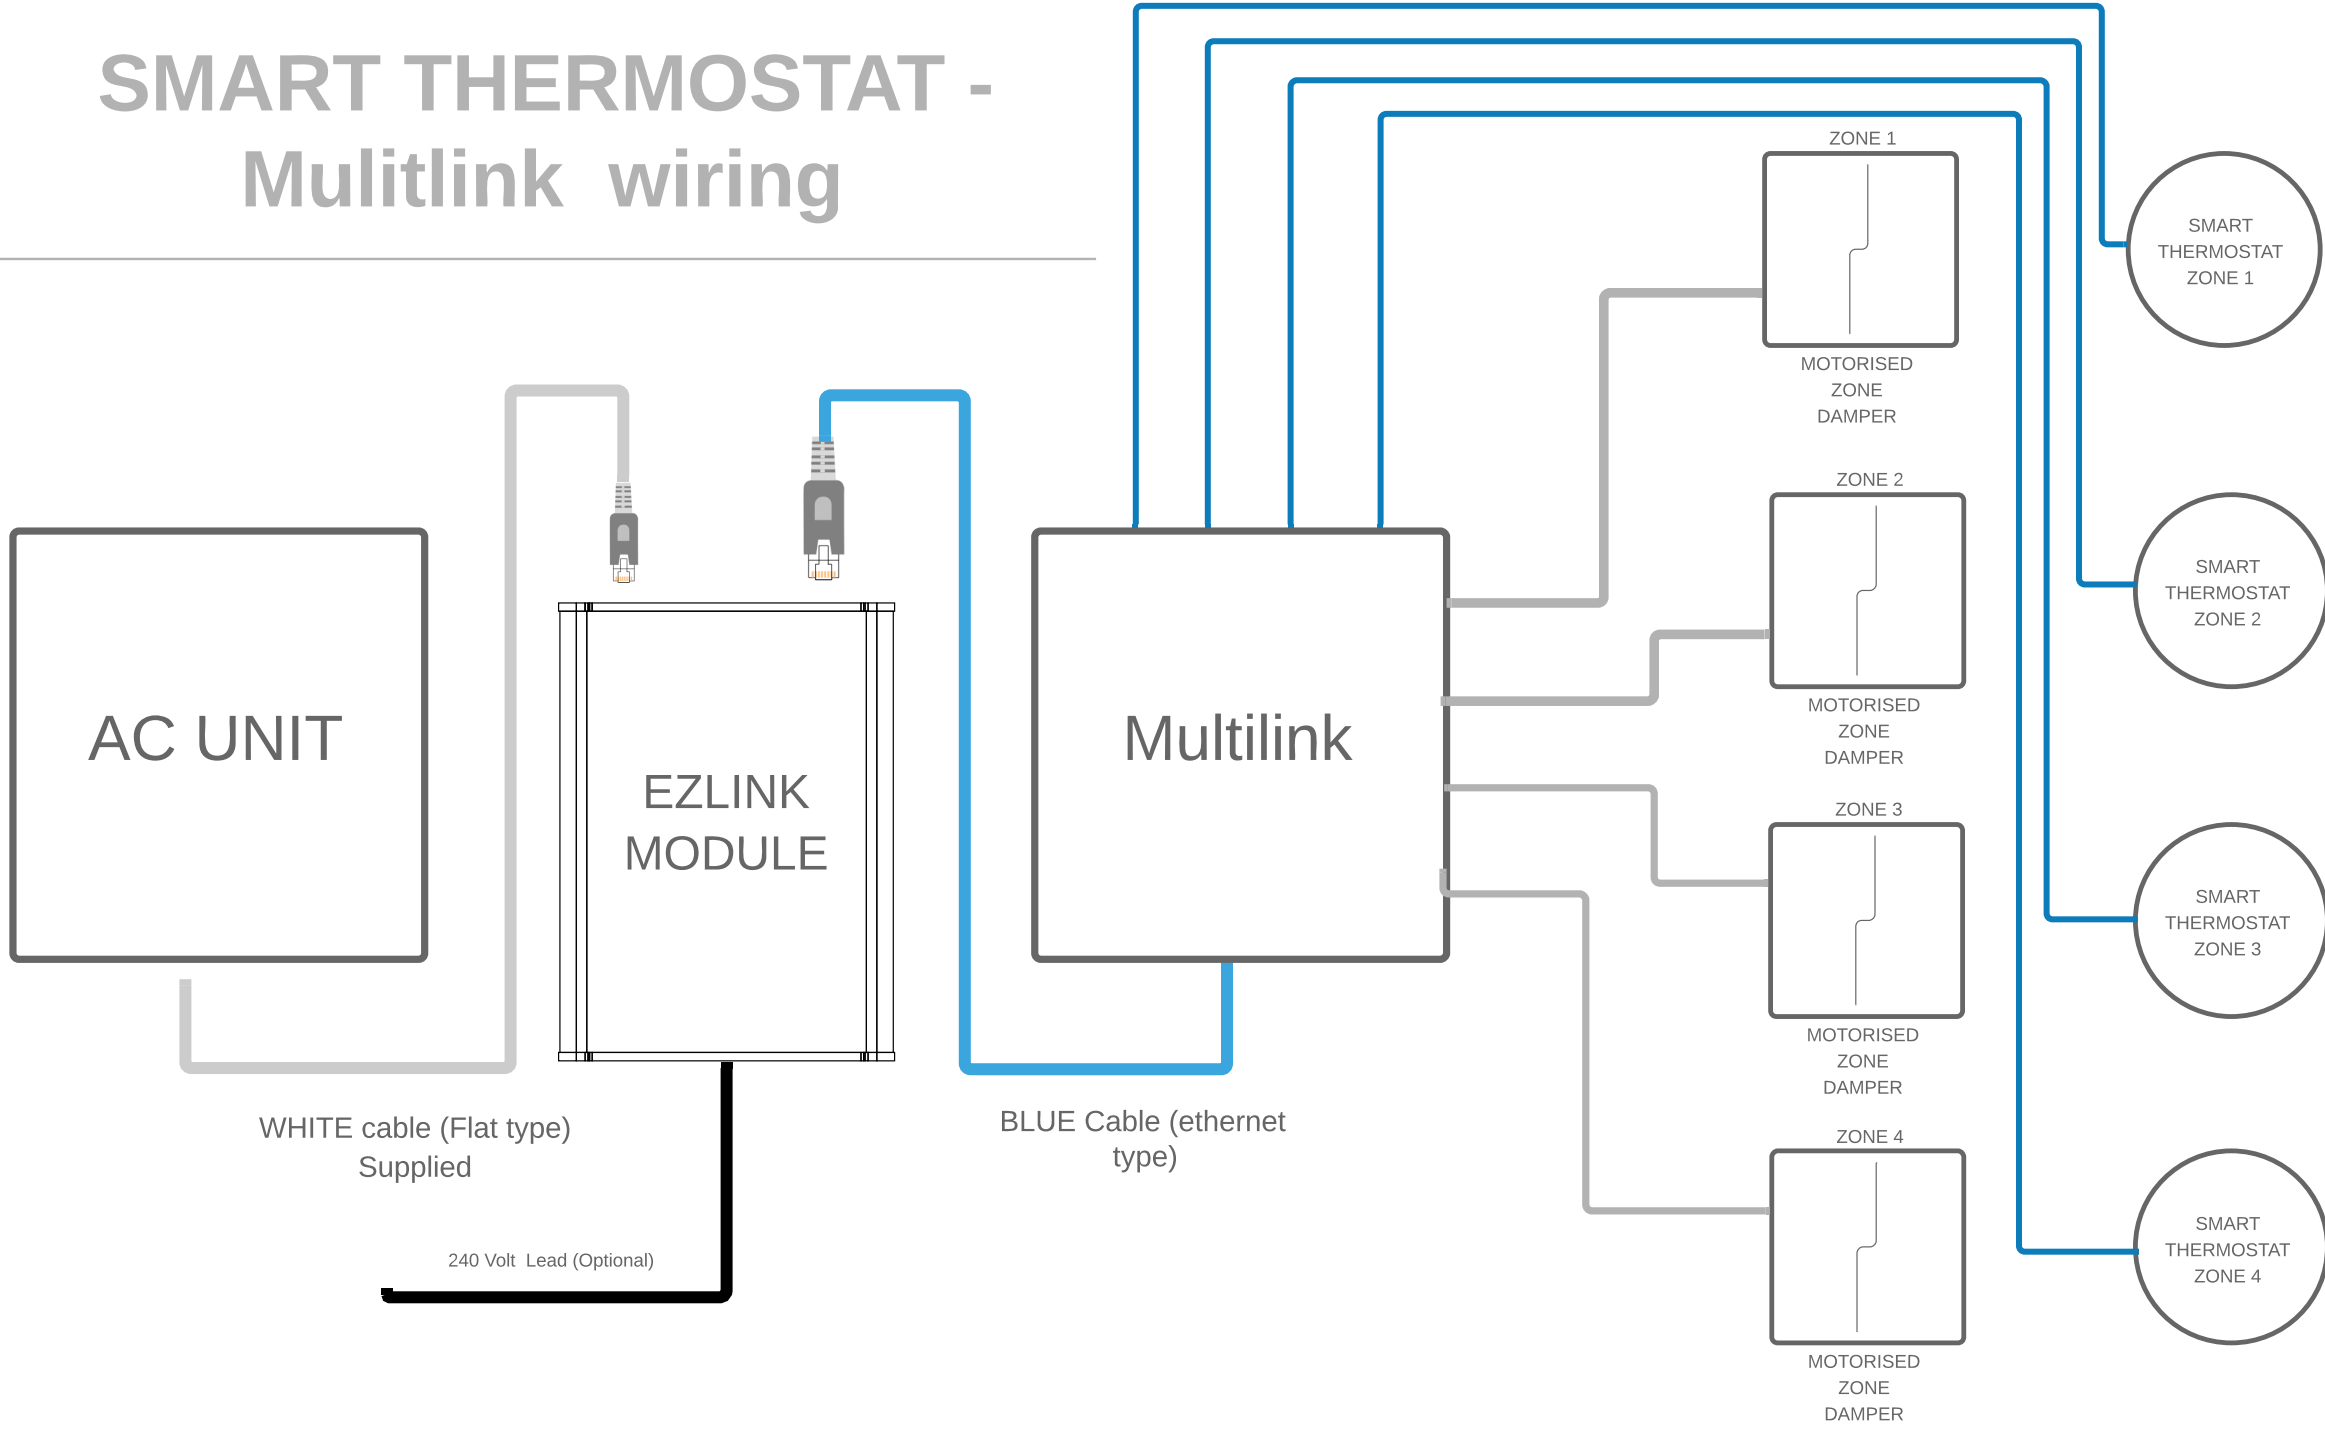 SMART THERMOSTAT -
Mulitlink  wiring
AC UNIT
EZLINK
MODULE
Multilink
WHITE cable (Flat type)
Supplied
BLUE Cable (ethernet
type)
240 Volt  Lead (Optional)
ZONE 1
MOTORISED
ZONE
DAMPER
ZONE 2
MOTORISED
ZONE
DAMPER
ZONE 3
MOTORISED
ZONE
DAMPER
ZONE 4
MOTORISED
ZONE
DAMPER
SMART
THERMOSTAT
ZONE 1
SMART
THERMOSTAT
ZONE 2
SMART
THERMOSTAT
ZONE 3
SMART
THERMOSTAT
ZONE 4